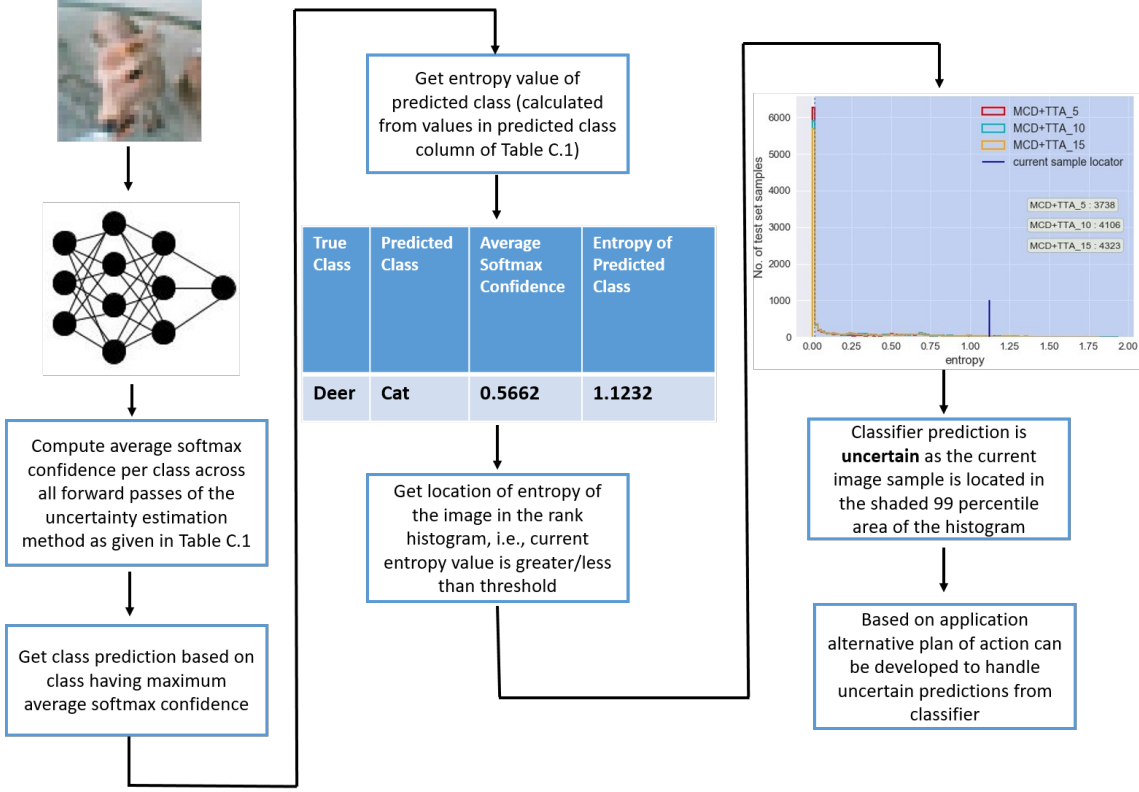 Compute average softmax
confidence per class across
all forward passes of the
uncertainty estimation
method as given in Table C.1
Get class prediction based on
class having maximum
average softmax confidence
Get entropy value of
predicted class (calculated
from values in predicted class
column of Table C.1)
True Class
Predicted Class
Average Softmax Confidence
Entropy of Predicted Class
Deer Cat 0.5662 1.1232
Get location of entropy of
the image in the rank
histogram, i.e., current
entropy value is greater/less
than threshold
No. of test set samples
6000
5000
4000
3000
2000
1000
0
MCD+TTA_5
MCD+TTA_10
MCD+TTA_15
current sample locator
MCD+TTA_5 : 3738
MCD+TTA_10 : 4106
MCD+TTA_15 : 4323
0.00 0.25 0.50 0.75 1.00 1.25 1.50 1.75 2.00
entropy
Classifier prediction is
uncertain as the current
image sample is located in
the shaded 99 percentile
area of the histogram
Based on application
alternative plan of action can
be developed to handle
uncertain predictions from
classifier